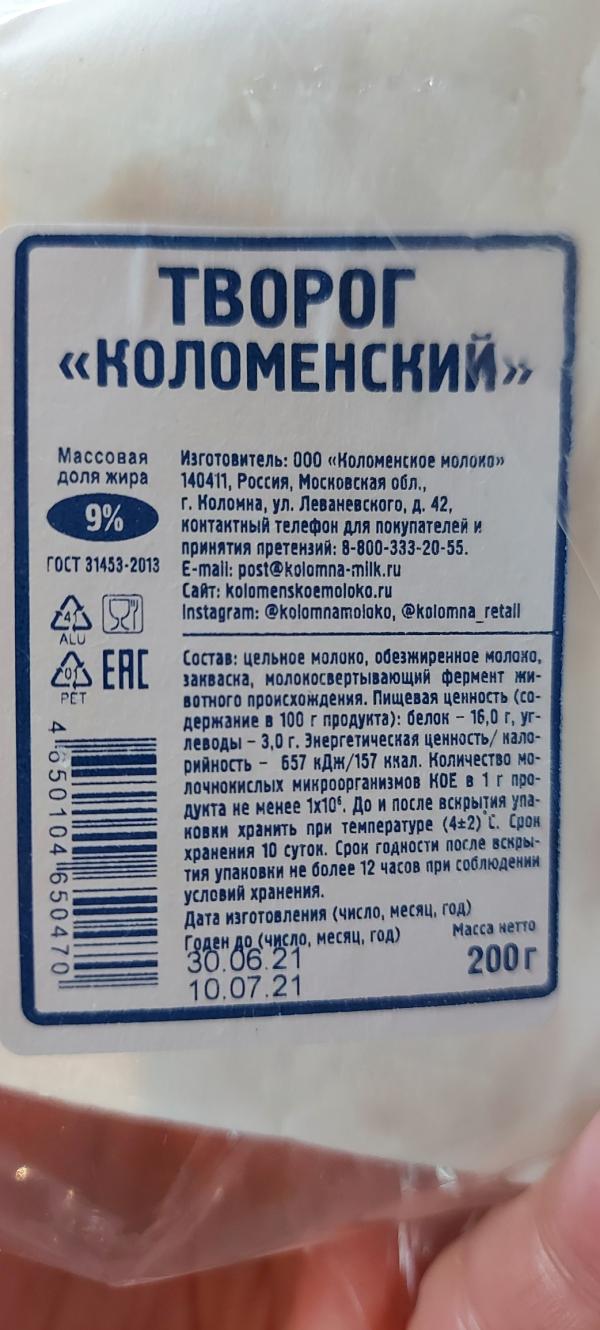 ТВОРОГ
«КОЛОМЕНСКИЙ»
Массовая
доля жира
9%
ГОСТ 31453-2013
41
ALU
01
PET
EAC
4650104650470
Изготовитель: ООО «Коломенское молоко»
140411, Россия, Московская обл.,
г. Коломна, ул. Леваневского, д. 42,
контактный телефон для покупателей и
принятия претензий: 8-800-333-20-55.
E-mail: post@kolomna-milk.ru
Сайт: kolomenskoemoloko.ru
Instagram: @kolomnamoloko, @kolomna_retail
Состав: цельное молоко, обезжиренное молоко,
закваска, молокосвертывающий фермент жи-
вотного происхождения. Пищевая ценность (со-
держание в 100 г продукта): белок – 16,0 г, уг-
леводы – 3,0 г. Энергетическая ценность/ кало-
рийность – 657 кДж/157 ккал. Количество мо-
лочнокислых микроорганизмов КОЕ в 1 г про-
дукта не менее 1x10⁶. До и после вскрытия упа-
ковки хранить при температуре (4±2)°С. Срок
хранения 10 суток. Срок годности после вскры-
тия упаковки не более 12 часов при соблюдении
условий хранения.
Дата изготовления (число, месяц, год)
Годен до (число, месяц, год)
30.06.21
10.07.21
Масса нетто
200 г